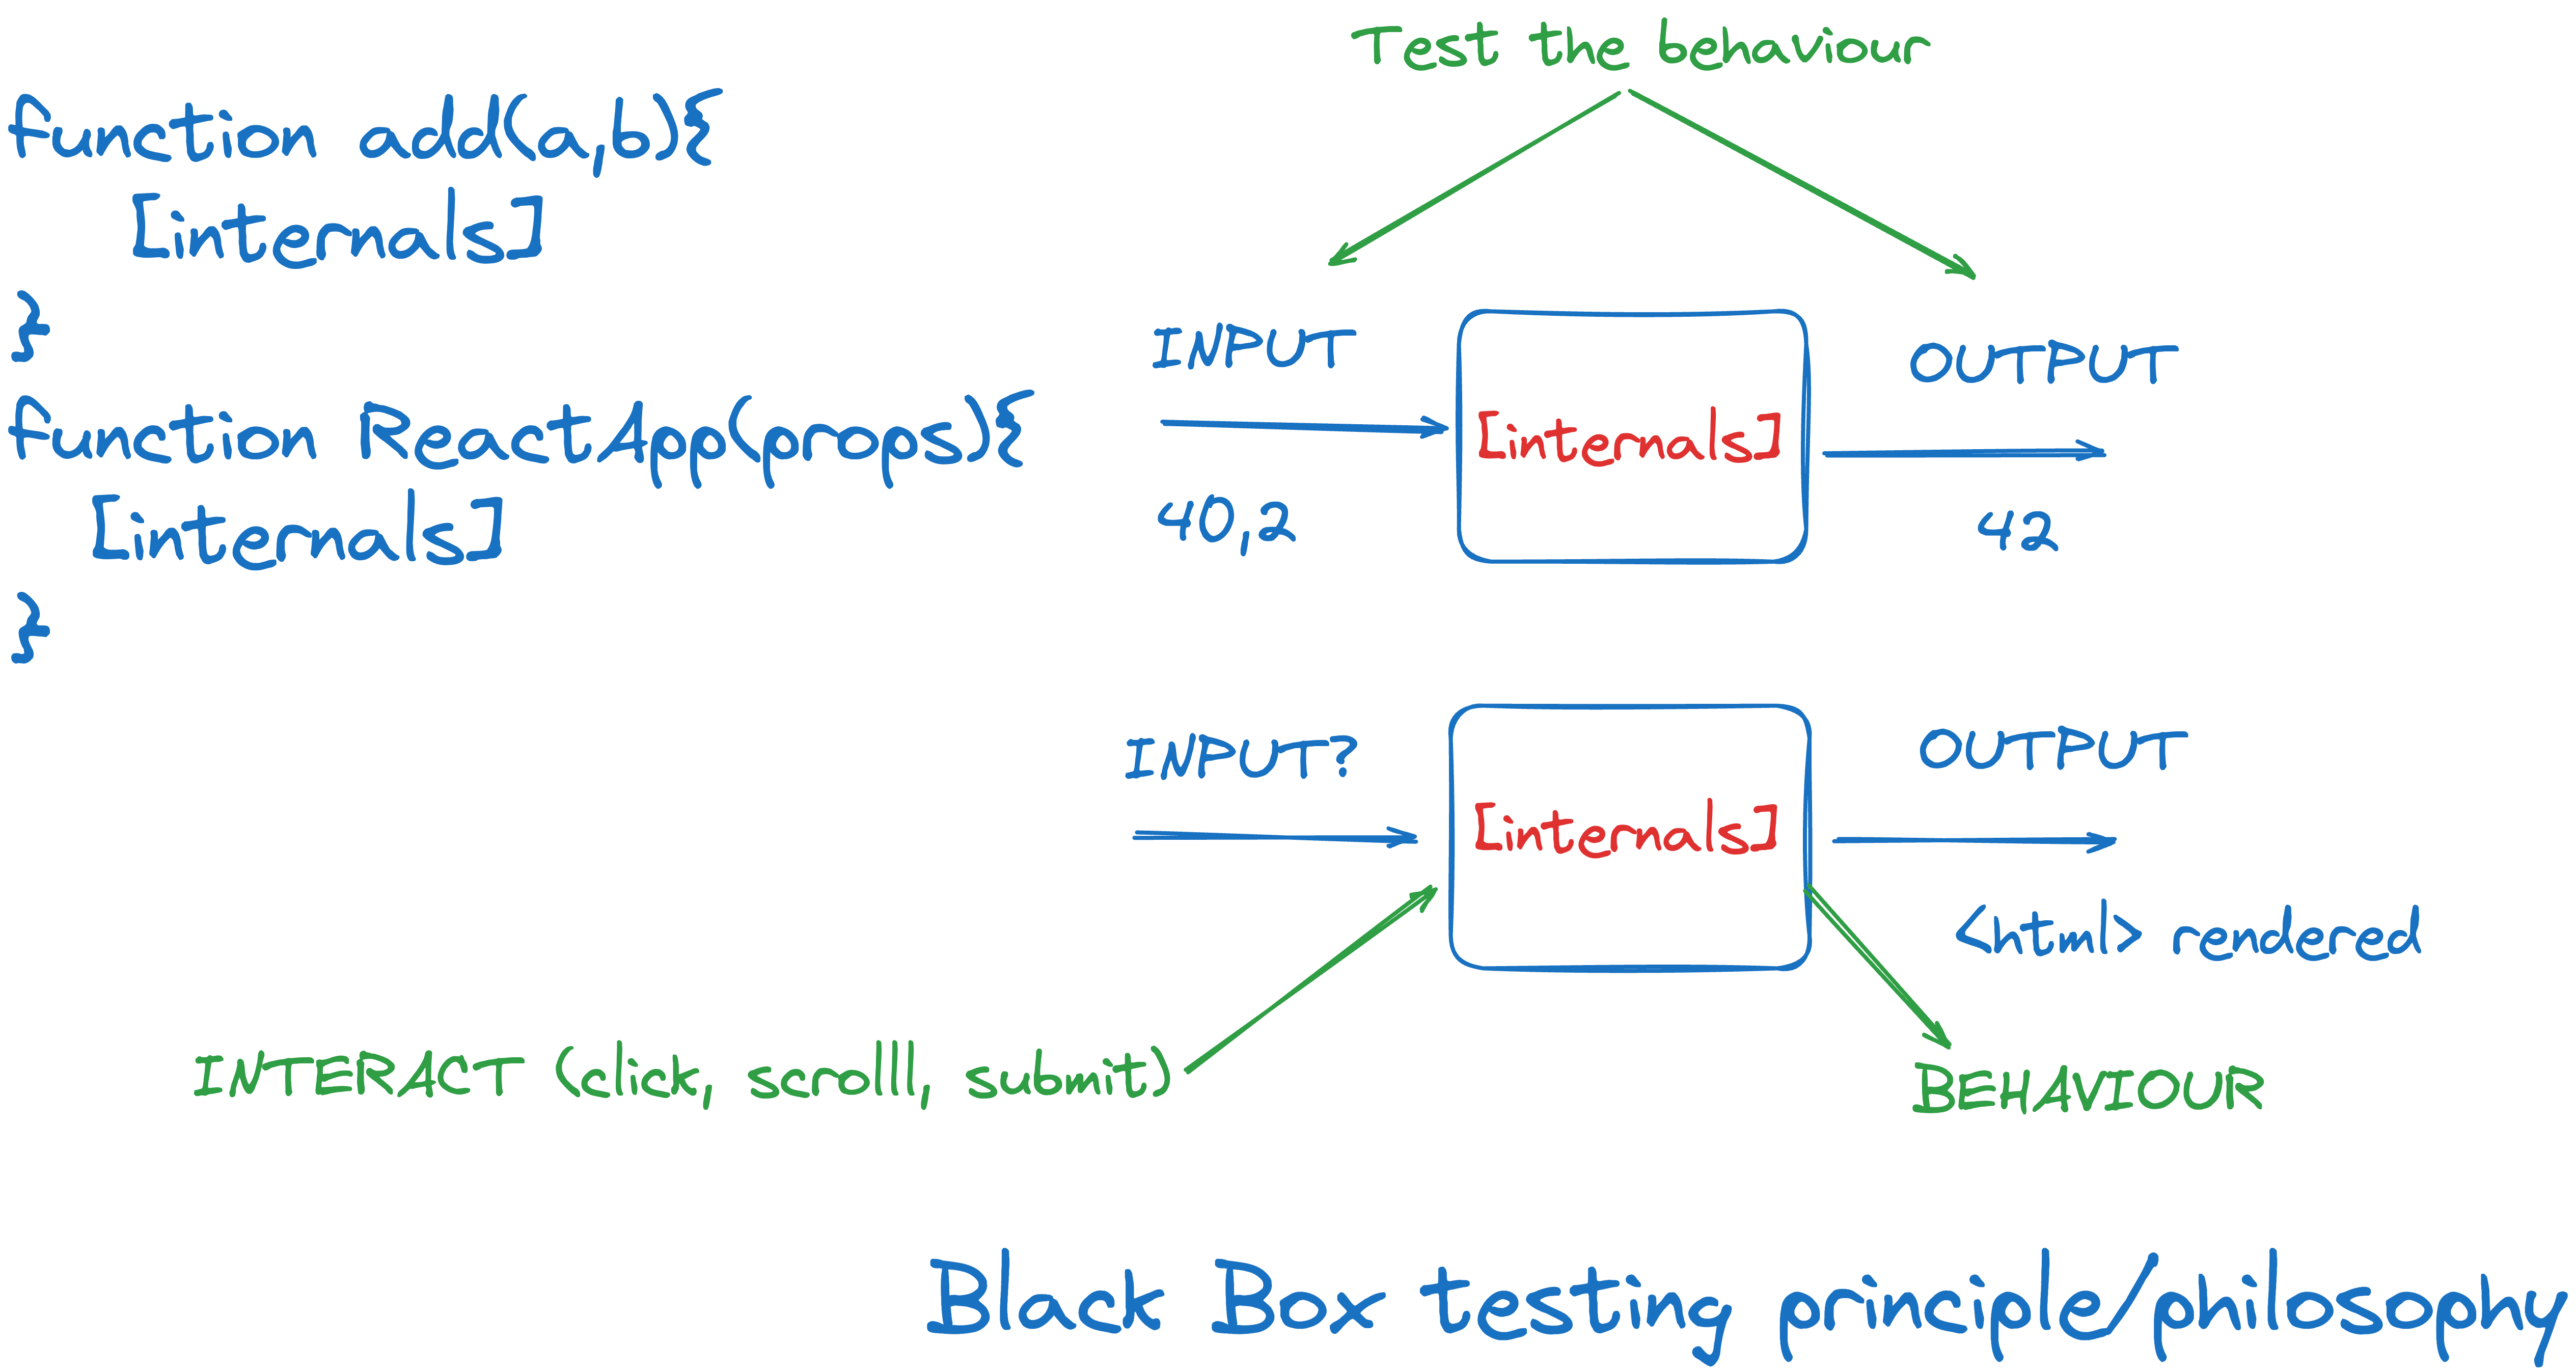 Test the behaviour
function add(a,b){
[internals]
}
function ReactApp(props){
[internals]
}
INPUT
[internals]
OUTPUT
40,2
42
INPUT?
[internals]
OUTPUT
<html> rendered
INTERACT (click, scrolll, submit)
BEHAVIOUR
Black Box testing principle/philosophy